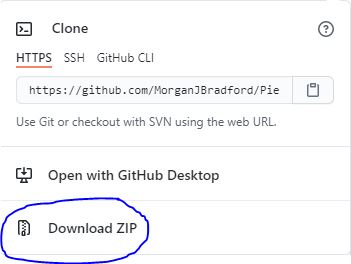 Clone
HTTPS SSH GitHub CLI
https://github.com/MorganJBradford/Pie
Use Git or checkout with SVN using the web URL.
Open with GitHub Desktop
Download ZIP